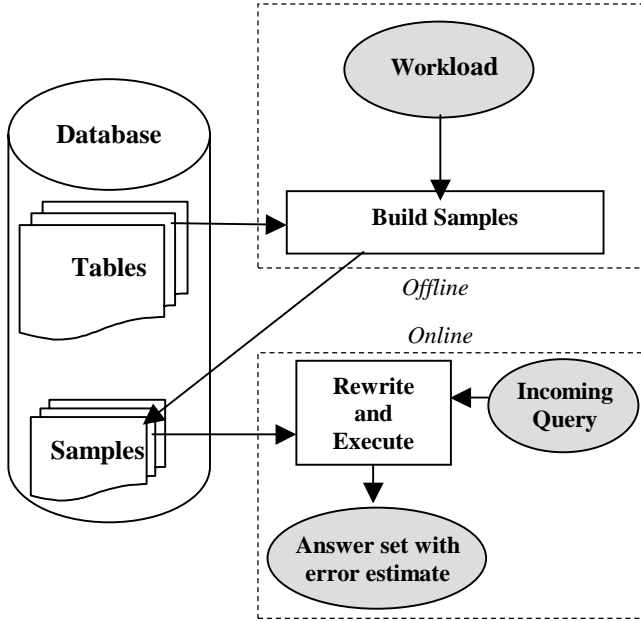 Workload
Database
Build Samples
Tables
Offline
Online
Rewrite
and
Execute
Incoming
Query
Samples
Answer set with
error estimate